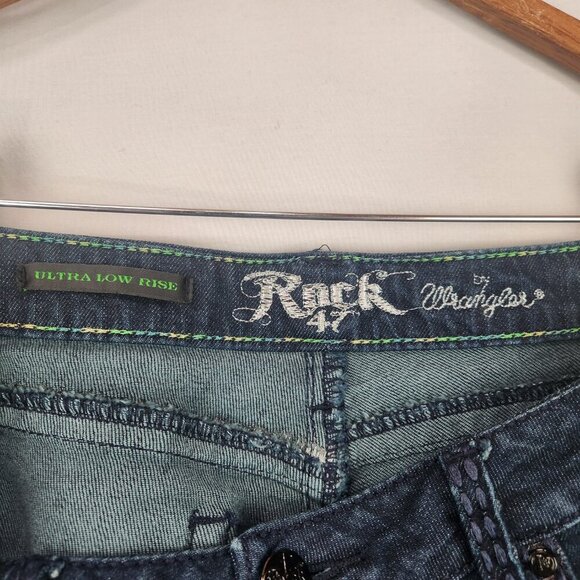 ULTRA LOW RISE
Rock
47
by Wrangler®